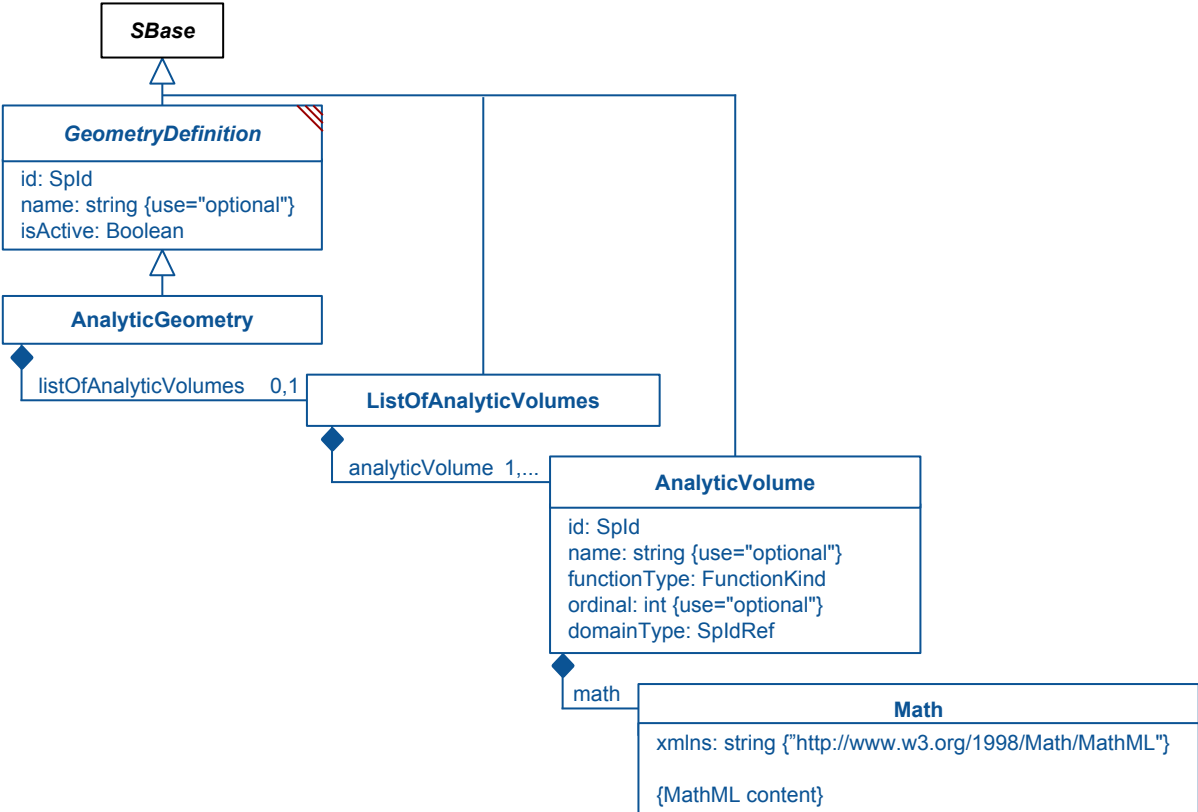 SBase
GeometryDefinition
id: SpId
name: string {use="optional"}
isActive: Boolean
AnalyticGeometry
listOfAnalyticVolumes 0,1
ListOfAnalyticVolumes
analyticVolume 1,...
AnalyticVolume
id: SpId
name: string {use="optional"}
functionType: FunctionKind
ordinal: int {use="optional"}
domainType: SpIdRef
math
Math
xmlns: string {”http://www.w3.org/1998/Math/MathML"}
{MathML content}